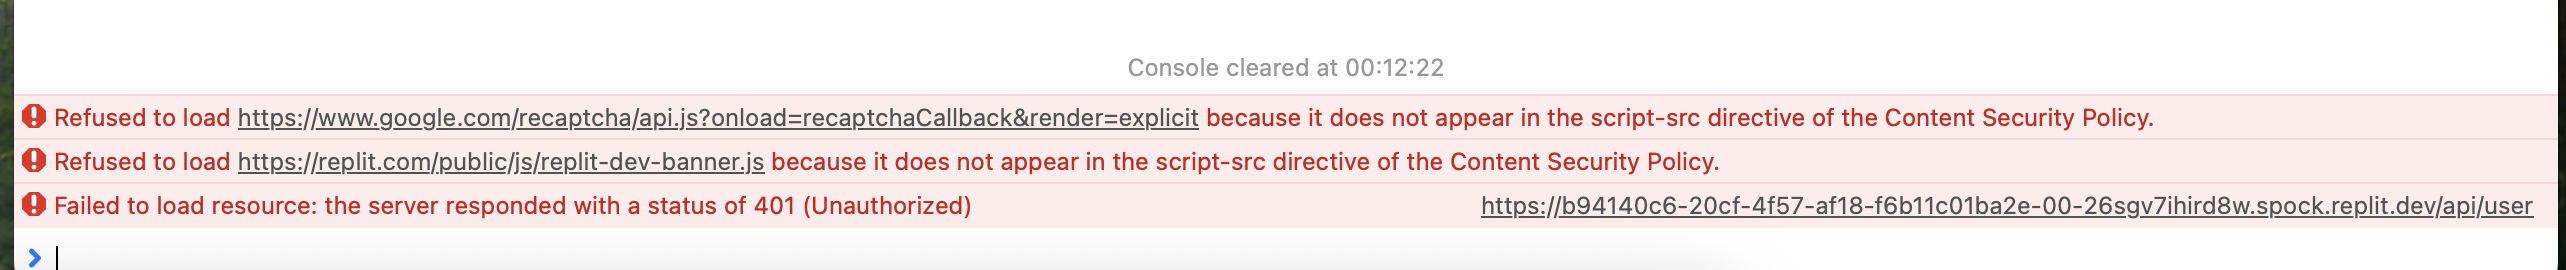 Console cleared at 00:12:22
Refused to load https://www.google.com/recaptcha/api.js?onload=recaptchaCallback&render=explicit because it does not appear in the script-src directive of the Content Security Policy.
Refused to load https://replit.com/public/js/replit-dev-banner.js because it does not appear in the script-src directive of the Content Security Policy.
Failed to load resource: the server responded with a status of 401 (Unauthorized) https://b94140c6-20cf-4f57-af18-f6b11c01ba2e-00-26sgv7ihird8w.spock.replit.dev/api/user